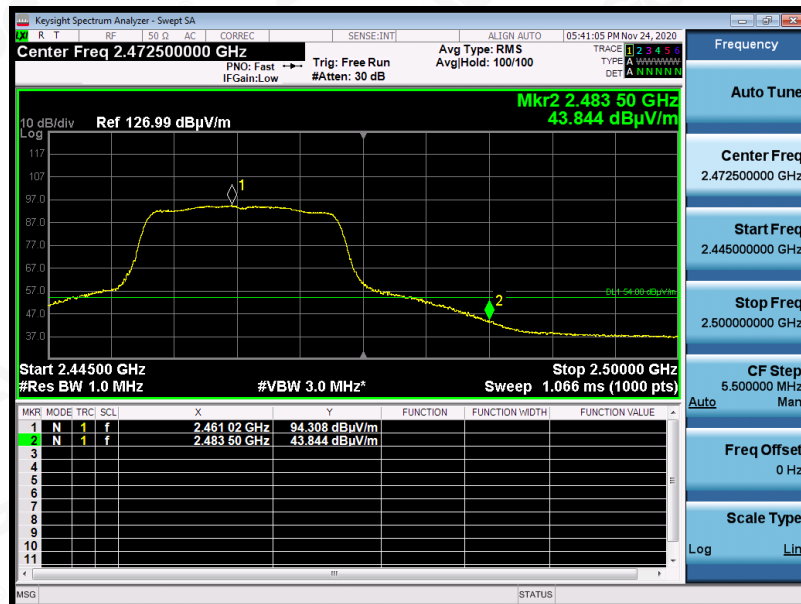 Keysight Spectrum Analyzer - Swept SA
LXI R T RF 50 Ω AC CORREC SENSE:INT ALIGN AUTO 05:41:05 PM Nov 24, 2020
Center Freq 2.472500000 GHz
PNO: Fast
IFGain:Low
Trig: Free Run
#Atten: 30 dB
Avg Type: RMS
Avg|Hold: 100/100
TRACE 1 2 3 4 5 6
TYPE A WWWWW
DET A N N N N N
Mkr2 2.483 50 GHz
43.844 dBµV/m
10 dB/div Ref 126.99 dBµV/m
Log
117
107
97.0
87.0
77.0
67.0
57.0
47.0
37.0
1
2
DL1 54.00 dBµV/m
Start 2.44500 GHz Stop 2.50000 GHz
#Res BW 1.0 MHz #VBW 3.0 MHz* Sweep 1.066 ms (1000 pts)
MKR MODE TRC SCL X Y FUNCTION FUNCTION WIDTH FUNCTION VALUE
1 N 1 f 2.461 02 GHz 94.308 dBµV/m
2 N 1 f 2.483 50 GHz 43.844 dBµV/m
3
4
5
6
7
8
9
10
11
MSG STATUS
Frequency
Auto Tune
Center Freq
2.472500000 GHz
Start Freq
2.445000000 GHz
Stop Freq
2.500000000 GHz
CF Step
5.500000 MHz
Auto Man
Freq Offset
0 Hz
Scale Type
Log Lin